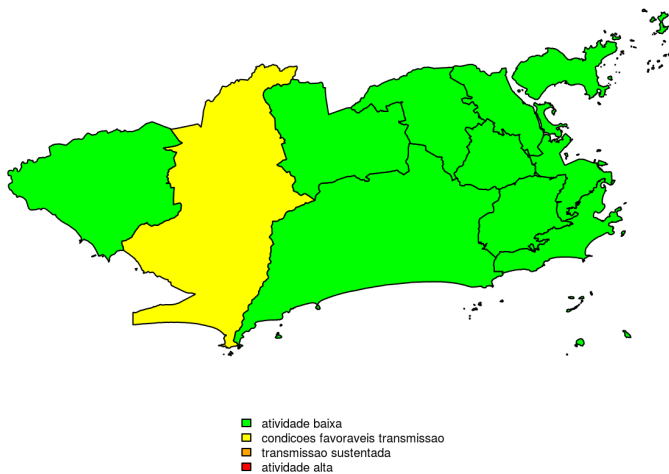 atividade baixa
condicoes favoraveis transmissao
transmissao sustentada
atividade alta